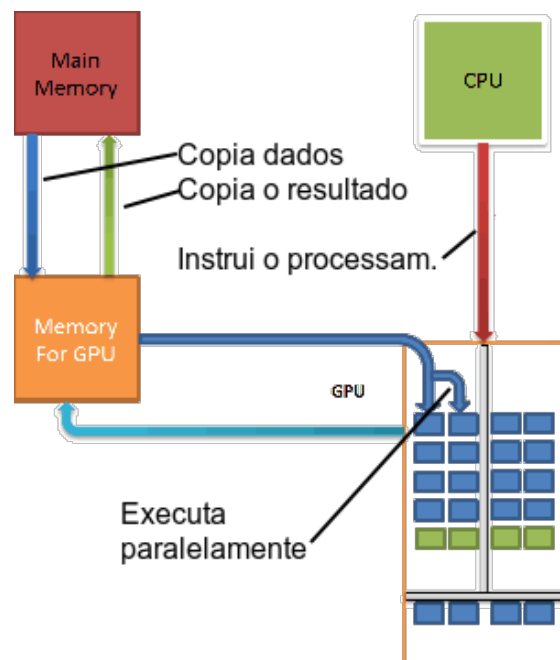 Main
Memory
CPU
Copia dados
Copia o resultado
Instrui o processam.
Memory
For GPU
GPU
Executa
paralelamente